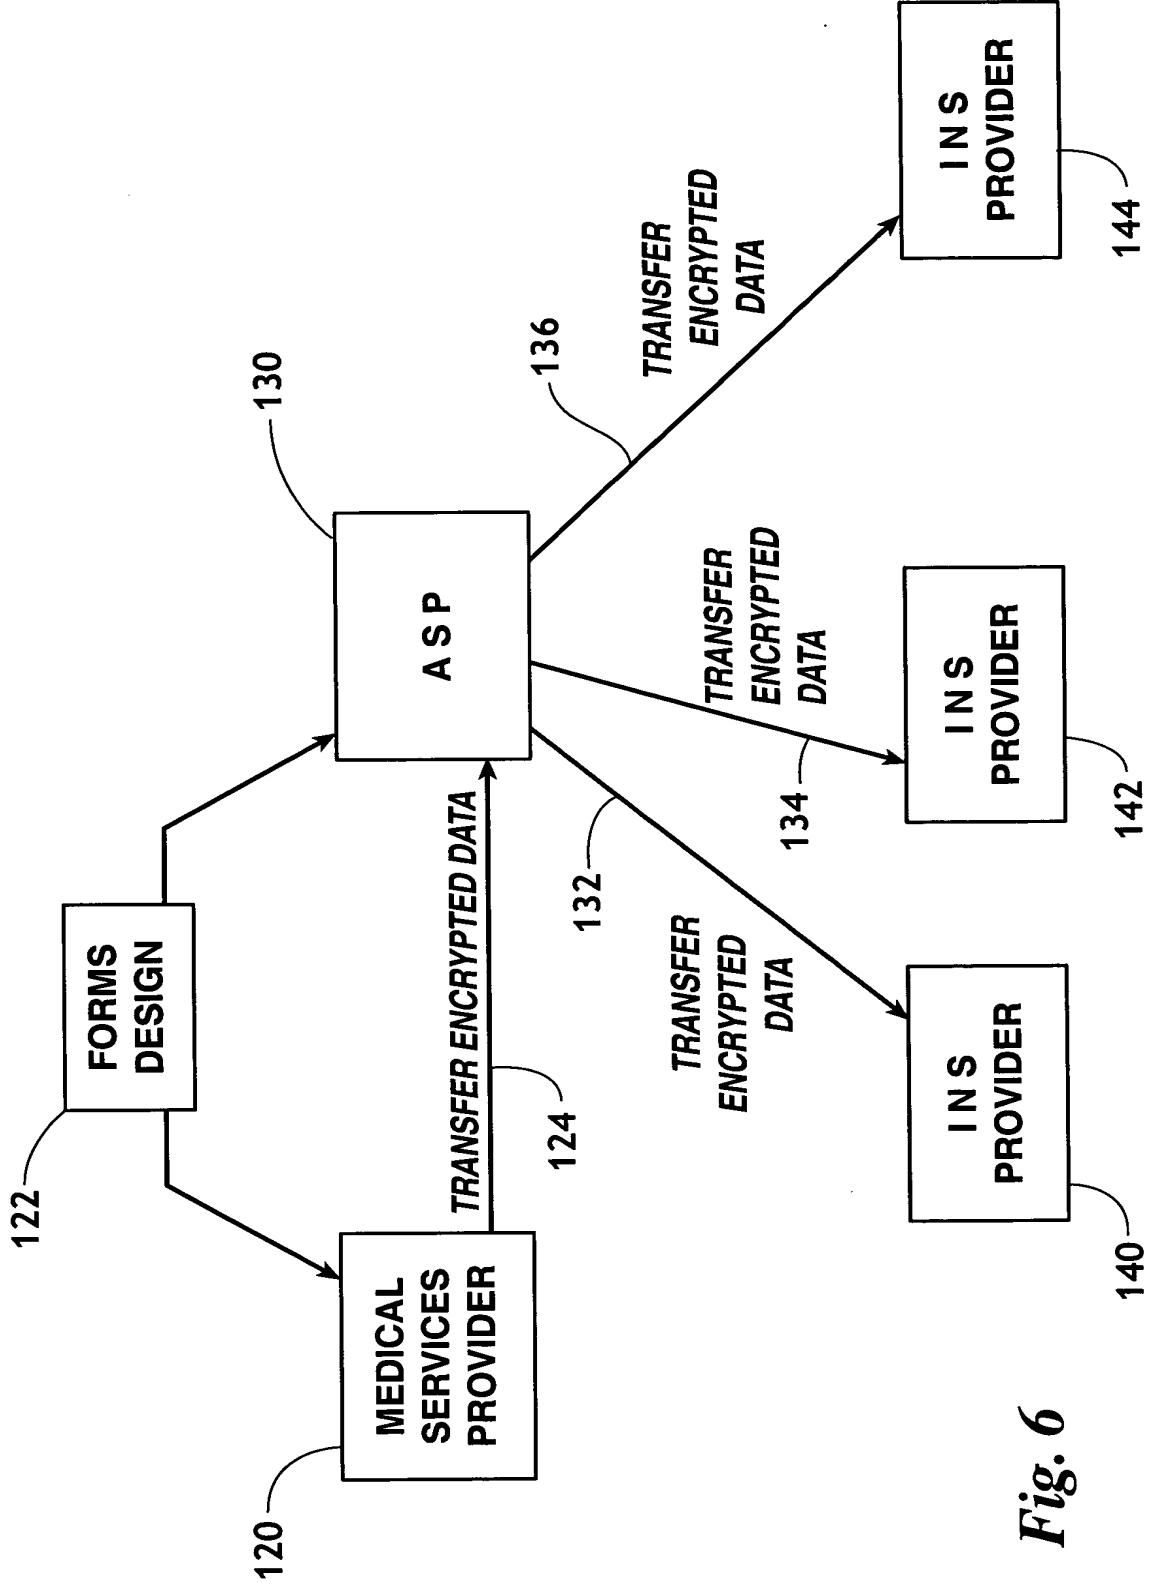 122
FORMS
DESIGN
120
MEDICAL
SERVICES
PROVIDER
TRANSFER ENCRYPTED DATA
124
130
A S P
132
TRANSFER
ENCRYPTED
DATA
134
TRANSFER
ENCRYPTED
DATA
136
TRANSFER
ENCRYPTED
DATA
I N S
PROVIDER
140
I N S
PROVIDER
142
I N S
PROVIDER
144
Fig. 6